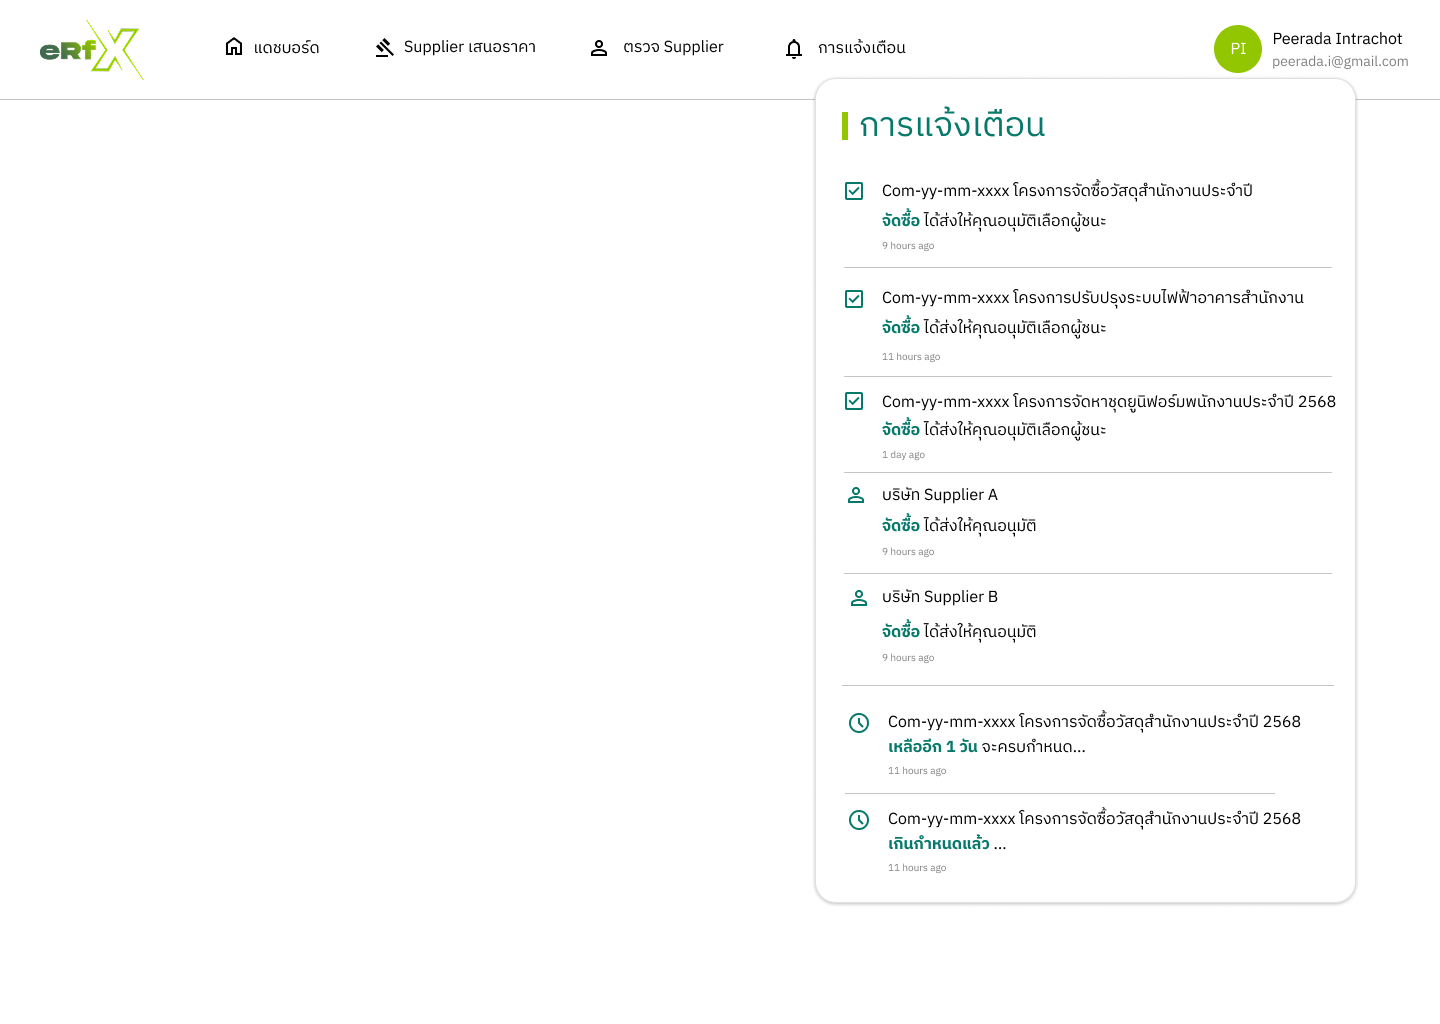 eRfX
แดชบอร์ด
Supplier เสนอราคา
ตรวจ Supplier
การแจ้งเตือน
PI
Peerada Intrachot
peerada.i@gmail.com
การแจ้งเตือน
Com-yy-mm-xxxx โครงการจัดซื้อวัสดุสำนักงานประจำปี
จัดซื้อ ได้ส่งให้คุณอนุมัติเลือกผู้ชนะ
9 hours ago
Com-yy-mm-xxxx โครงการปรับปรุงระบบไฟฟ้าอาคารสำนักงาน
จัดซื้อ ได้ส่งให้คุณอนุมัติเลือกผู้ชนะ
11 hours ago
Com-yy-mm-xxxx โครงการจัดหาชุดยูนิฟอร์มพนักงานประจำปี 2568
จัดซื้อ ได้ส่งให้คุณอนุมัติเลือกผู้ชนะ
1 day ago
บริษัท Supplier A
จัดซื้อ ได้ส่งให้คุณอนุมัติ
9 hours ago
บริษัท Supplier B
จัดซื้อ ได้ส่งให้คุณอนุมัติ
9 hours ago
Com-yy-mm-xxxx โครงการจัดซื้อวัสดุสำนักงานประจำปี 2568
เหลืออีก 1 วัน จะครบกำหนด...
11 hours ago
Com-yy-mm-xxxx โครงการจัดซื้อวัสดุสำนักงานประจำปี 2568
เกินกำหนดแล้ว ...
11 hours ago